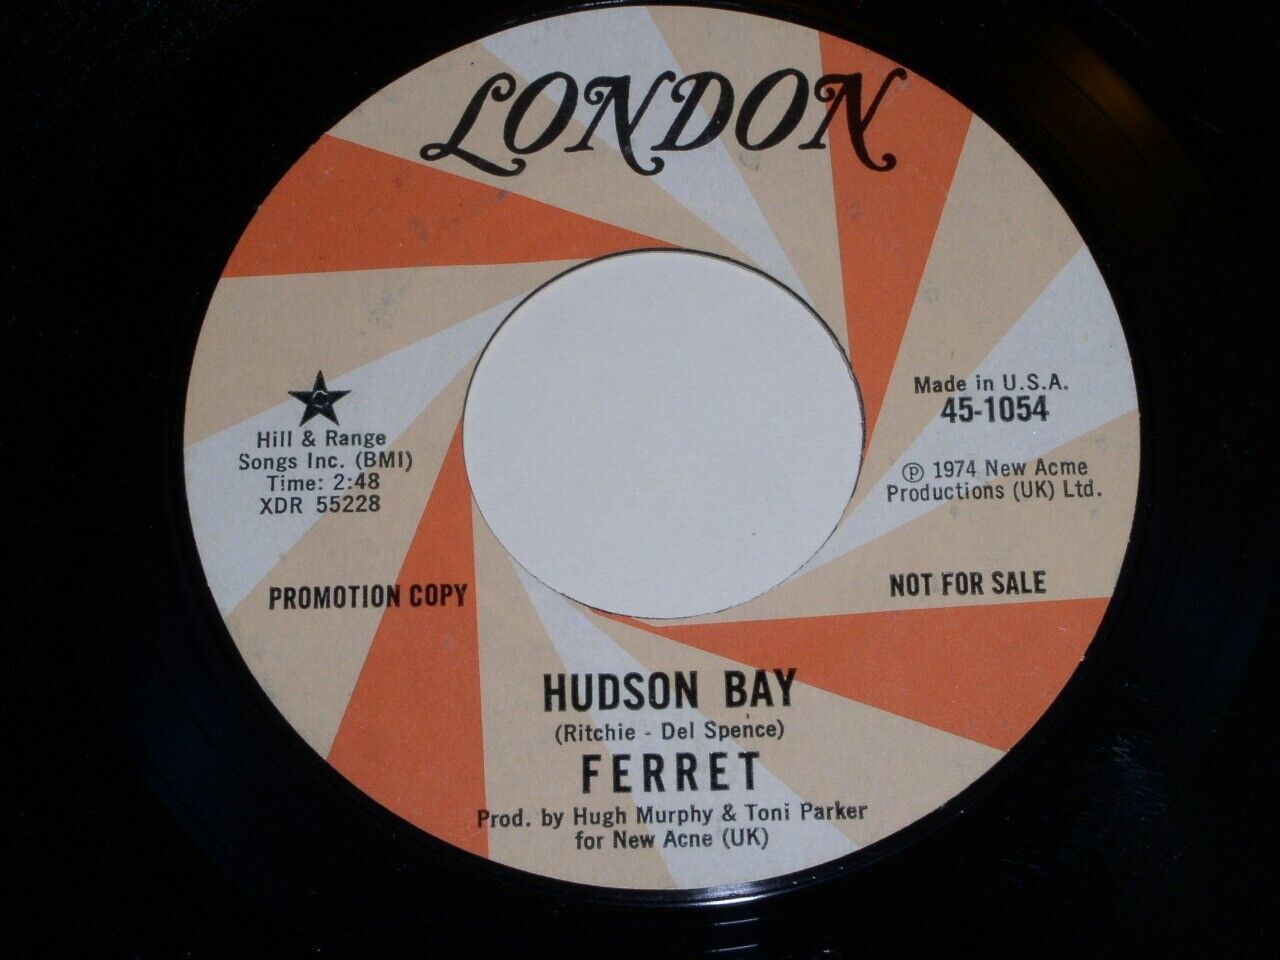 LONDON
Hill & Range
Songs Inc. (BMI)
Time: 2:48
XDR 55228
Made in U.S.A.
45-1054
℗ 1974 New Acme
Productions (UK) Ltd.
PROMOTION COPY
NOT FOR SALE
HUDSON BAY
(Ritchie - Del Spence)
FERRET
Prod. by Hugh Murphy & Toni Parker
for New Acne (UK)